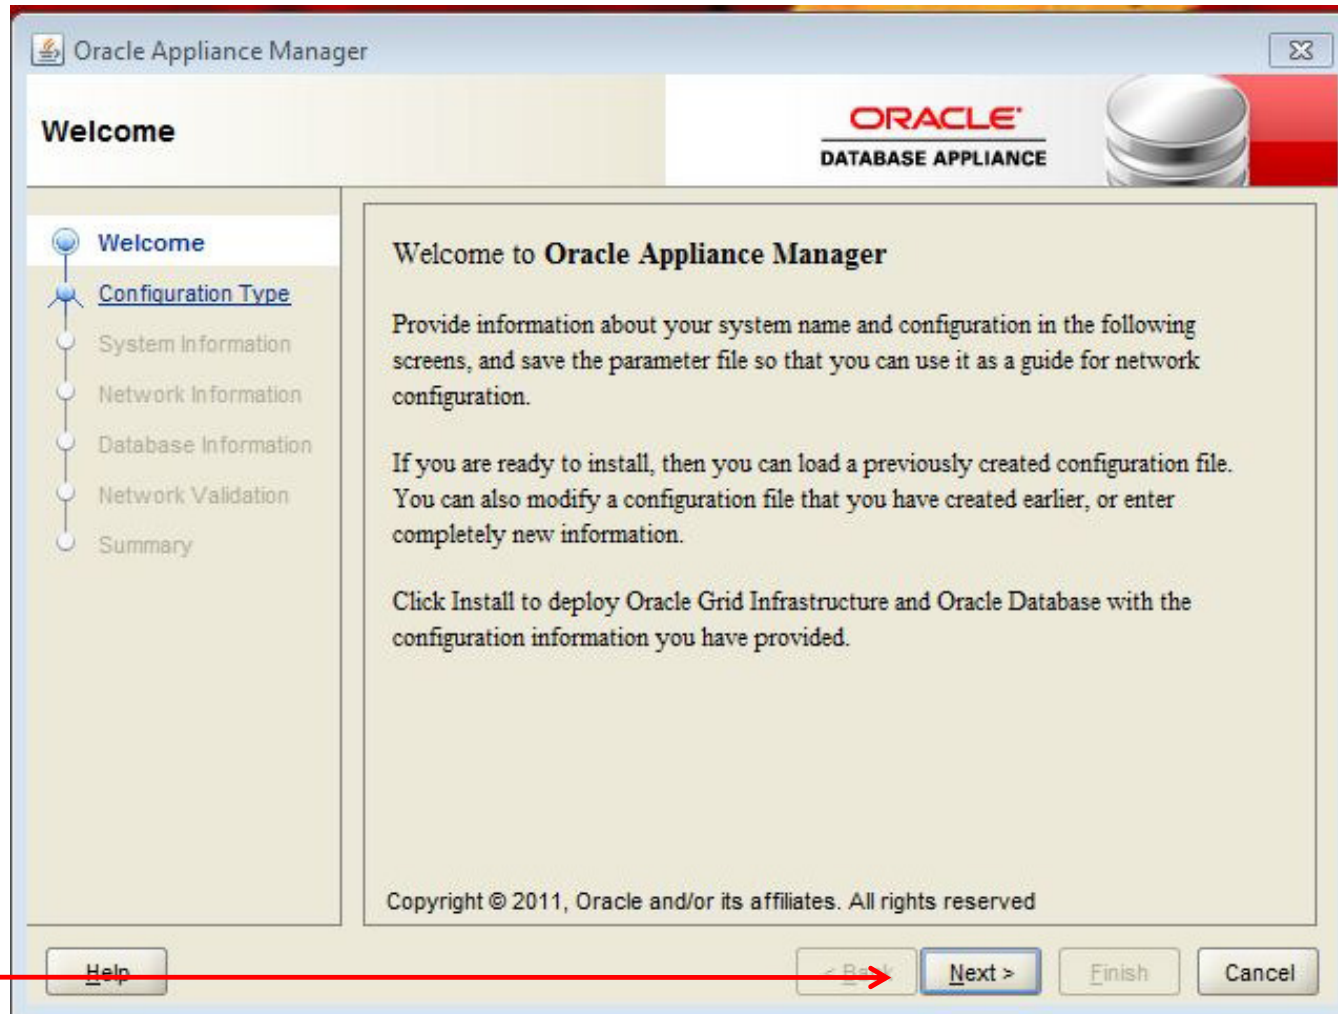 Oracle Appliance Manager
Welcome
ORACLE
DATABASE APPLIANCE
Welcome
Configuration Type
System Information
Network Information
Database Information
Network Validation
Summary
Welcome to Oracle Appliance Manager
Provide information about your system name and configuration in the following
screens, and save the parameter file so that you can use it as a guide for network
configuration.
If you are ready to install, then you can load a previously created configuration file.
You can also modify a configuration file that you have created earlier, or enter
completely new information.
Click Install to deploy Oracle Grid Infrastructure and Oracle Database with the
configuration information you have provided.
Copyright © 2011, Oracle and/or its affiliates. All rights reserved
Help
< Back
Next >
Finish
Cancel